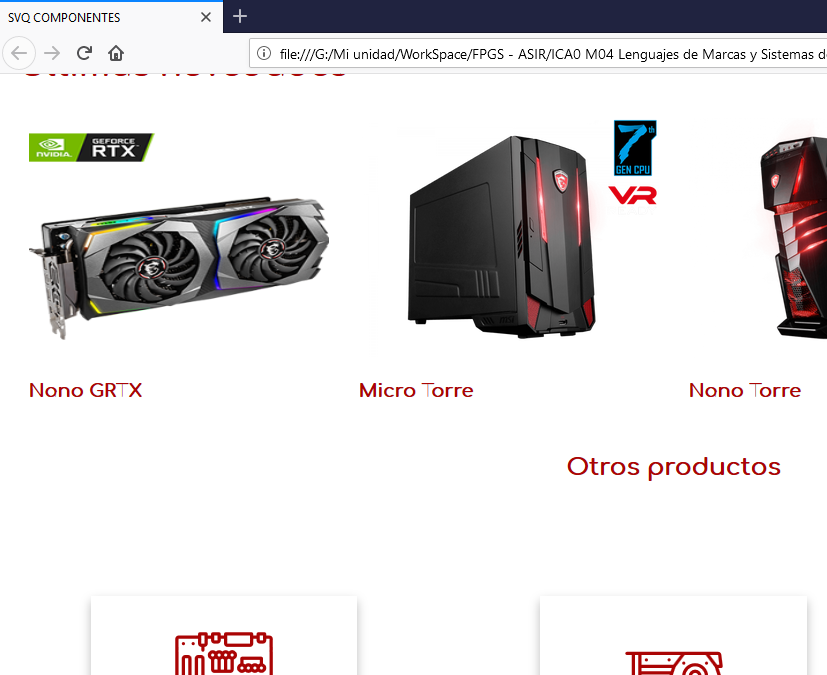 SVQ COMPONENTES
file:///G:/Mi unidad/WorkSpace/FPGS - ASIR/ICA0 M04 Lenguajes de Marcas y Sistemas d
NVIDIA.
GEFORCE
RTX
7th
GEN CPU
VR
Nono GRTX
Micro Torre
Nono Torre
Otros productos